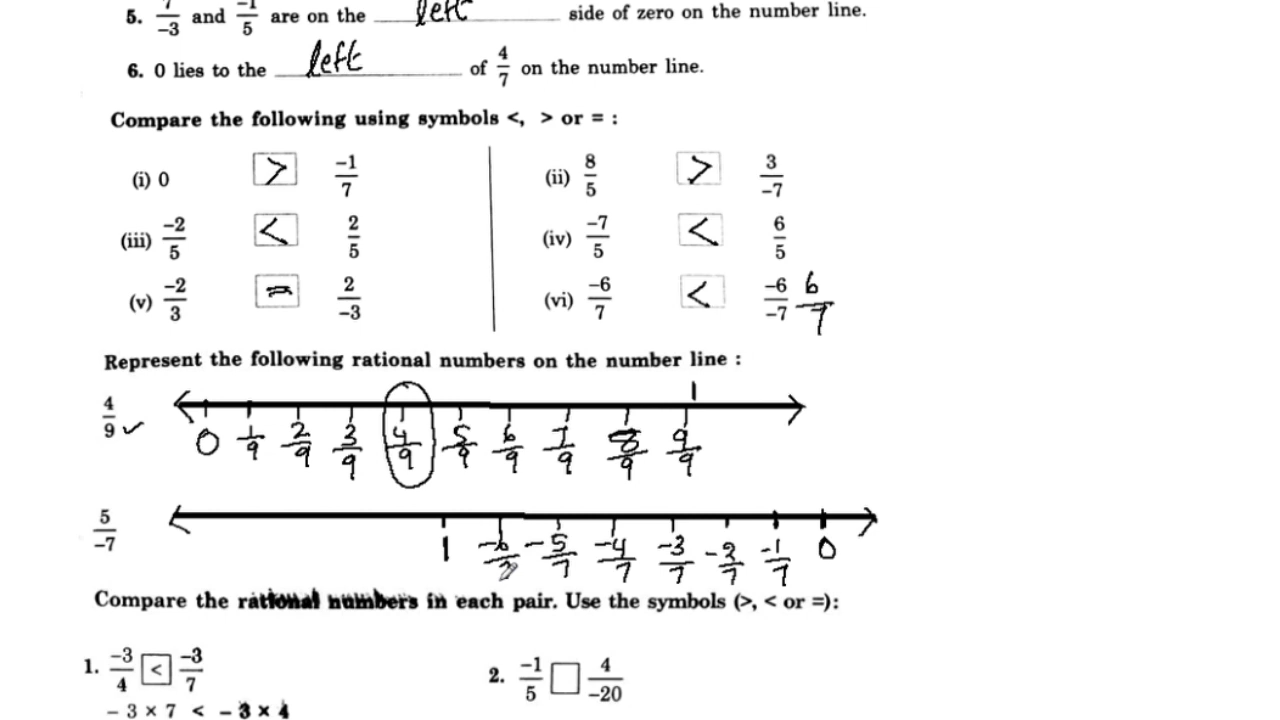 5. 7/-3 and -1/5 are on the left side of zero on the number line.
6. 0 lies to the left of 4/7 on the number line.
Compare the following using symbols <, > or = :
(i) 0 > -1/7 (ii) 8/5 > 3/-7
(iii) -2/5 < 2/5 (iv) -7/5 < 6/5
(v) -2/3 = 2/-3 (vi) -6/7 < -6/-7 6/7
Represent the following rational numbers on the number line :
1
4/9 ✓ 0 1/9 2/9 3/9 4/9 5/9 6/9 7/9 8/9 9/9
5/-7 1 -6/7 -5/7 -4/7 -3/7 -2/7 -1/7 0
Compare the rational numbers in each pair. Use the symbols (>, < or =):
1. -3/4 < -3/7 2. -1/5 □ 4/-20
- 3 × 7 < - 3 × 4